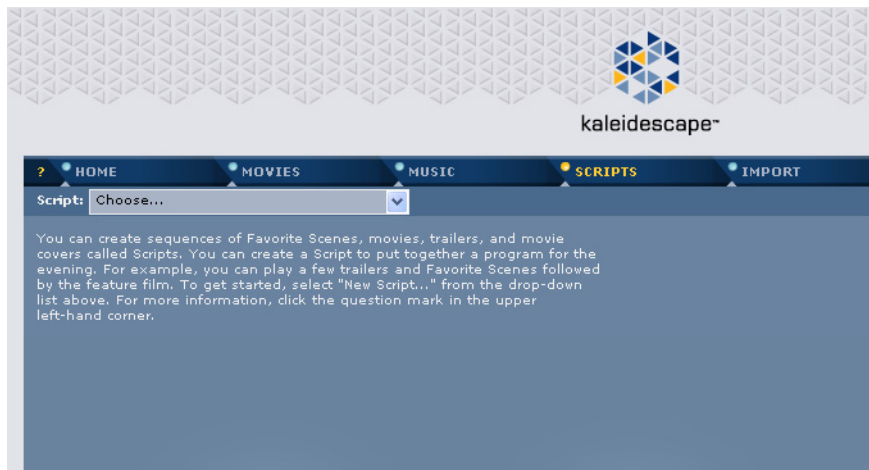 kaleidescape™
? HOME MOVIES MUSIC SCRIPTS IMPORT
Script: Choose...
You can create sequences of Favorite Scenes, movies, trailers, and movie
covers called Scripts. You can create a Script to put together a program for the
evening. For example, you can play a few trailers and Favorite Scenes followed
by the feature film. To get started, select "New Script..." from the drop-down
list above. For more information, click the question mark in the upper
left-hand corner.